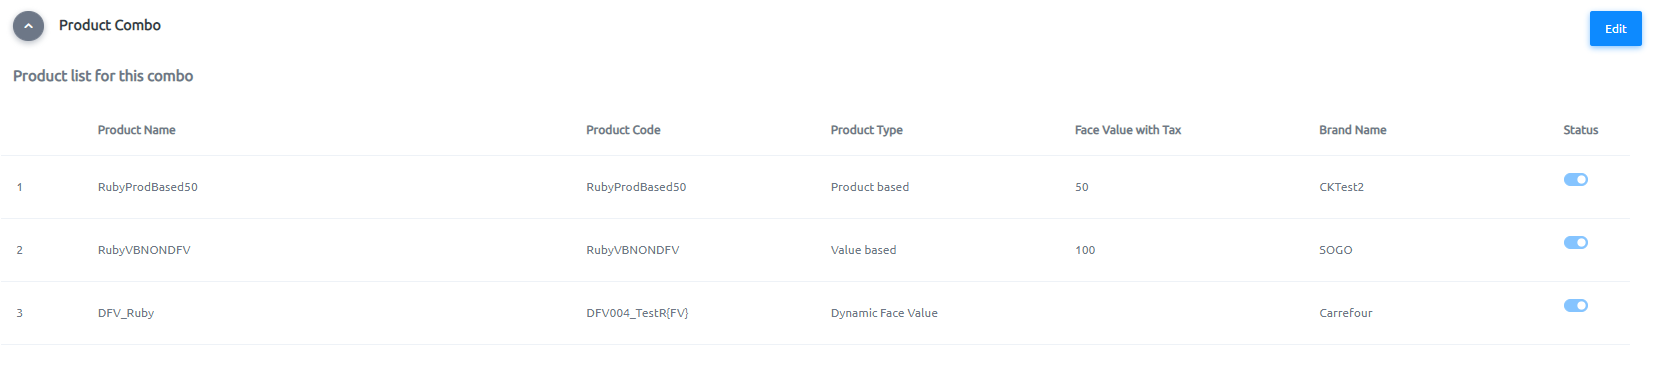 Product Combo
Edit
Product list for this combo
Product Name Product Code Product Type Face Value with Tax Brand Name Status
1 RubyProdBased50 RubyProdBased50 Product based 50 CKTest2
2 RubyVBNONDFV RubyVBNONDFV Value based 100 SOGO
3 DFV_Ruby DFV004_TestR{FV} Dynamic Face Value Carrefour